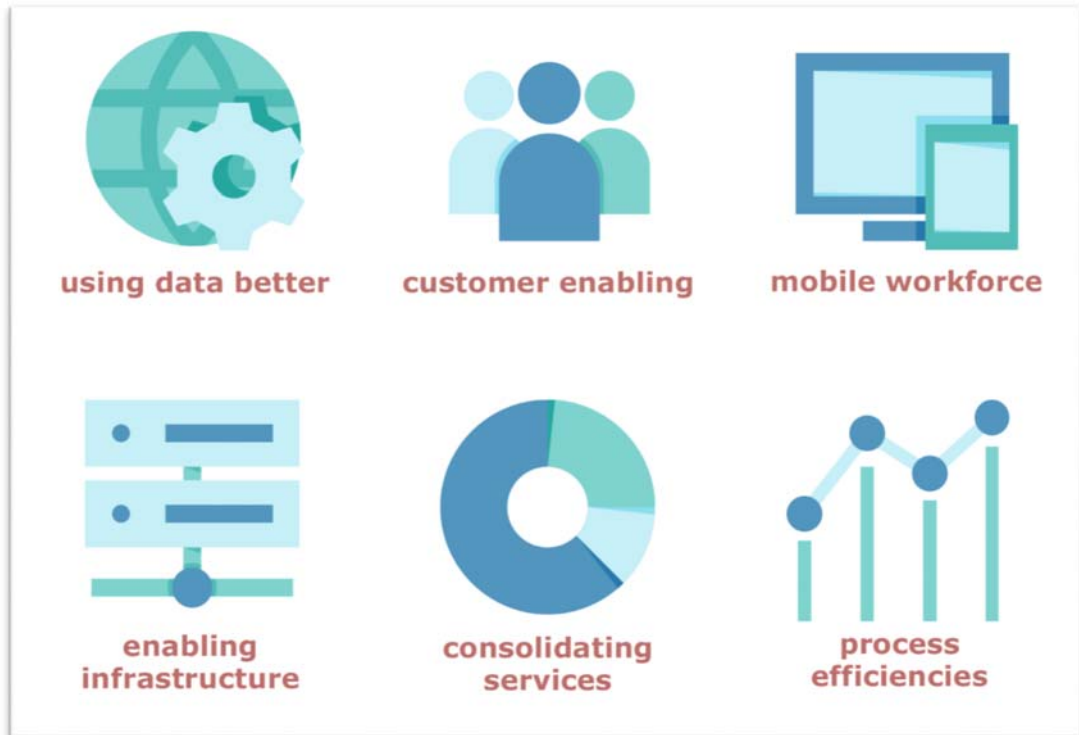 using data better
customer enabling
mobile workforce
enabling
infrastructure
consolidating
services
process
efficiencies